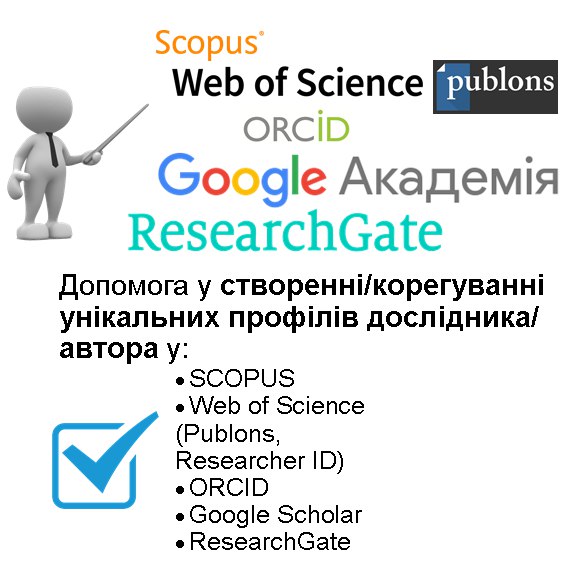 Scopus®
Web of Science
publons
ORCiD
Google Академія
ResearchGate
Допомога у створенні/корегуванні
унікальних профілів дослідника/
автора у:
• SCOPUS
• Web of Science
(Publons,
Researcher ID)
• ORCID
• Google Scholar
• ResearchGate